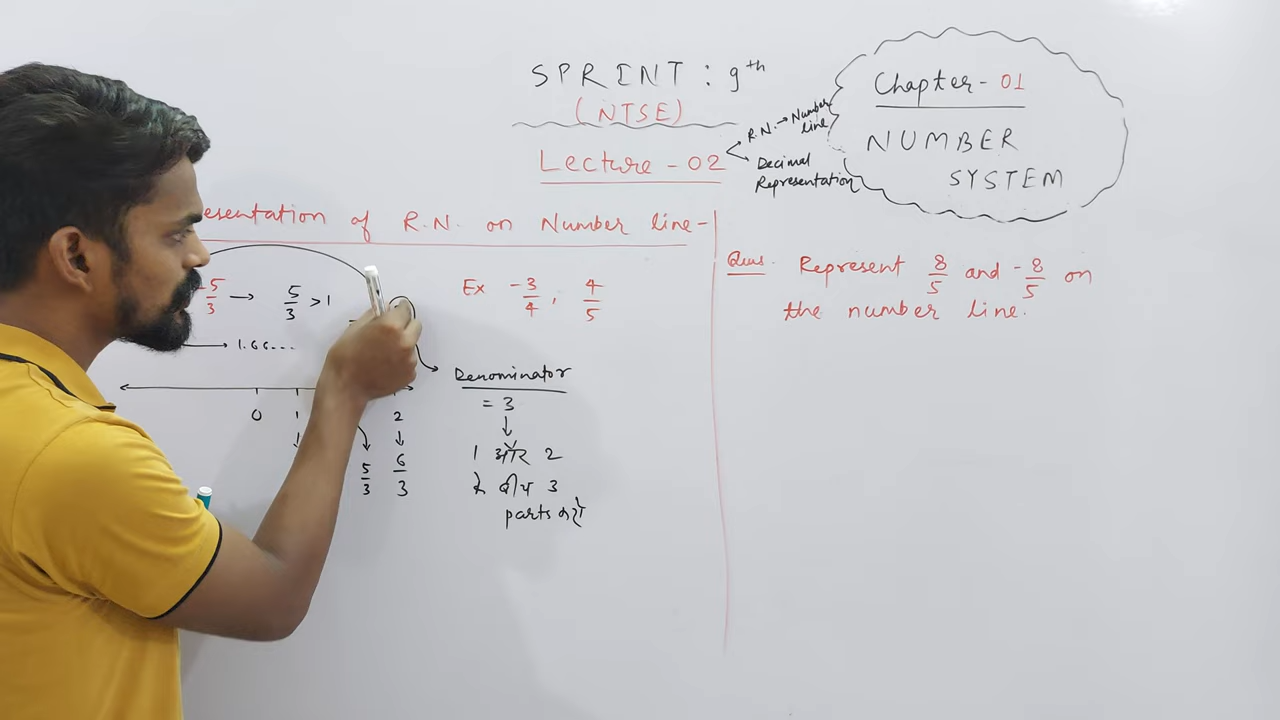 SPRINT : 9th
(NTSE)
Lecture - 02
R.N. → Number line
Decimal Representation
Chapter - 01
NUMBER
SYSTEM
esentation of R.N. on Number line -
-5/3 → 5/3 > 1
→ 1.66....
0 1 2
5/3 6/3
Ex -3/4 , 4/5
Denominator
= 3
↓
1 और 2
के बीच 3
parts करो
Ques. Represent 8/5 and -8/5 on
the number line.